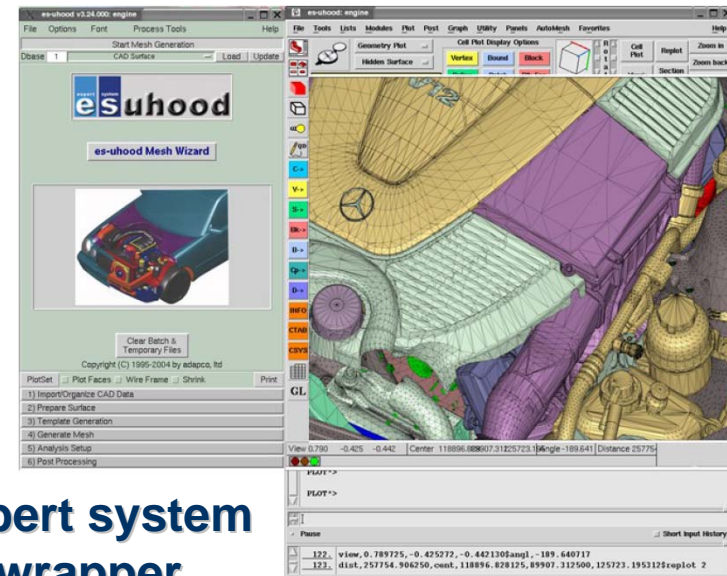 es-uhood v3.24.000: engine
File Options Font Process Tools Help
Start Mesh Generation
Dbase 1 CAD Surface Load Update
expert system
esuhood
es-uhood Mesh Wizard
Clear Batch &
Temporary Files
Copyright (C) 1995-2004 by adapco, ltd
PlotSet Plot Faces Wire Frame Shrink Print
1) Import/Organize CAD Data
2) Prepare Surface
3) Template Generation
4) Generate Mesh
5) Analysis Setup
6) Post Processing
es-uhood: engine
File Tools Lists Modules Plot Post Graph Utility Panels AutoMesh Favorites Help
Geometry Plot
Hidden Surface
Cell Plot Display Options
Vertex Bound Block
Cell
Plot
Replot
Section
Zoom in
Zoom back
C->
V->
S->
Bk->
B->
Cp->
D->
INFO
CTAB
CSYS
GL
V12
View 0.790 -0.425 -0.442 Center 118896.8 Angle -189.641 Distance 25775
PLOT*>
PLOT*>
Pause Short Input History
122. view,0.789725,-0.425272,-0.442130$angl,-189.640717
123. dist,257754.906250,cent,118896.828125,89907.312500,125723.195312$replot 2
pert system
wrapper